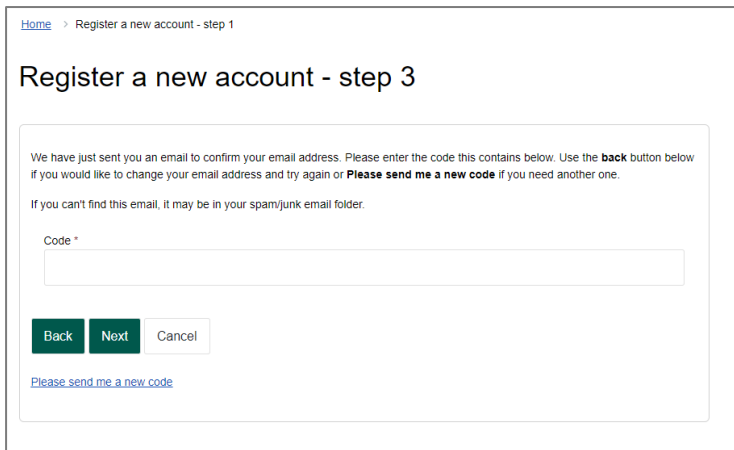 Home > Register a new account - step 1
Register a new account - step 3
We have just sent you an email to confirm your email address. Please enter the code this contains below. Use the back button below
if you would like to change your email address and try again or Please send me a new code if you need another one.
If you can't find this email, it may be in your spam/junk email folder.
Code *
Back Next Cancel
Please send me a new code